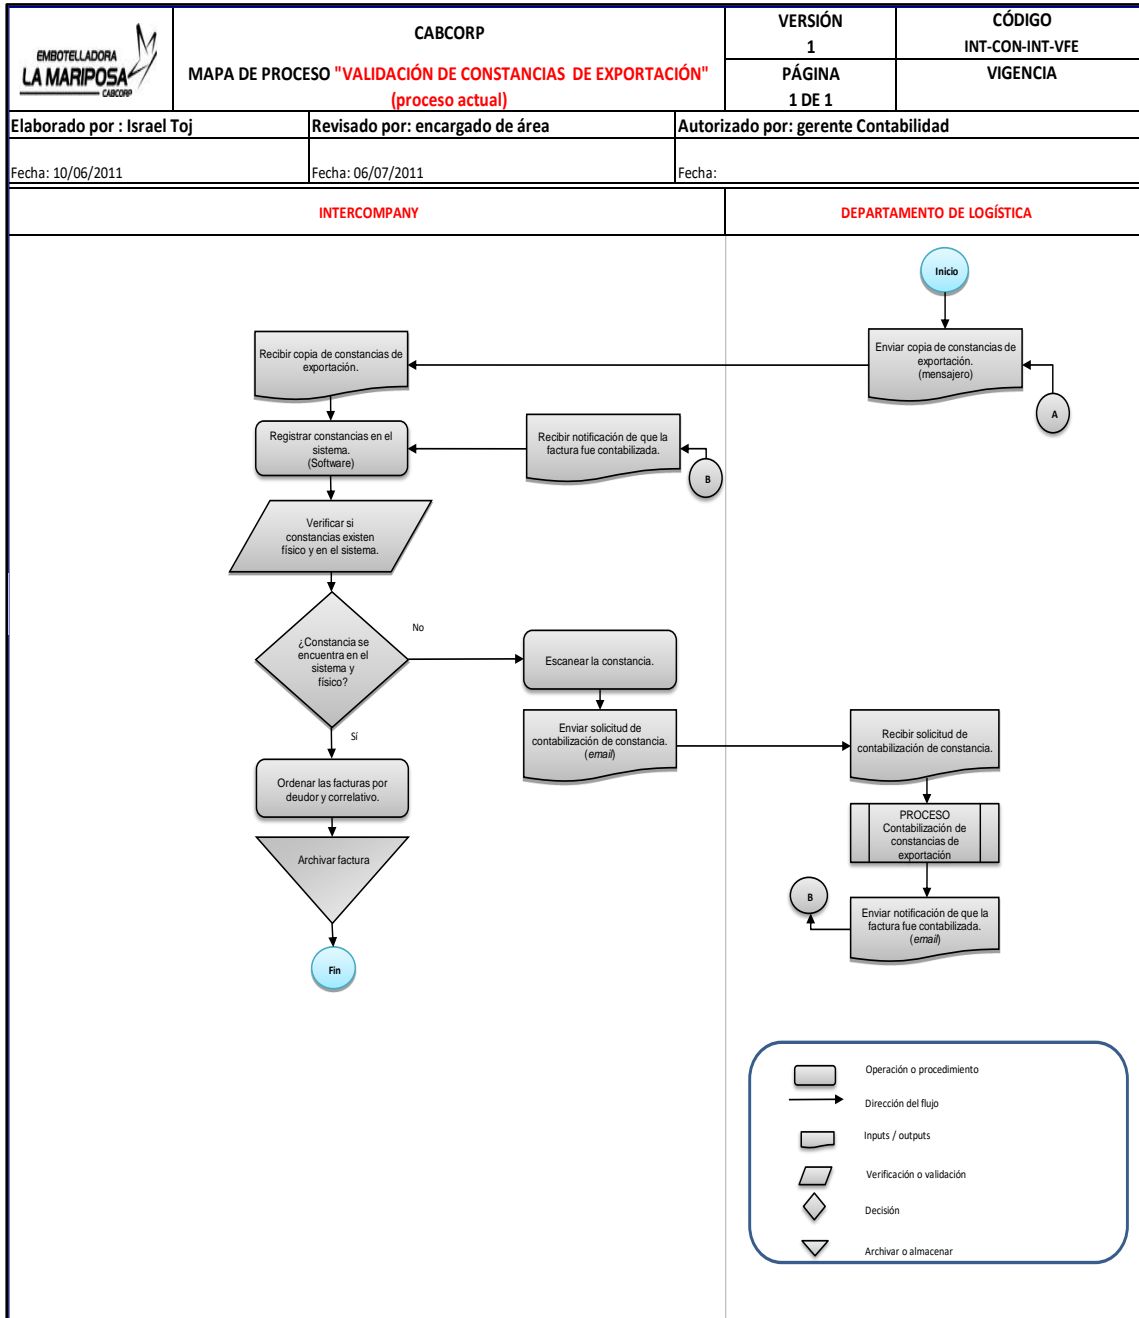 EMBOTELLADORA
LA MARIPOSA
CABCORP
CABCORP
MAPA DE PROCESO "VALIDACIÓN DE CONSTANCIAS DE EXPORTACIÓN"
(proceso actual)
VERSIÓN
1
CÓDIGO
INT-CON-INT-VFE
PÁGINA
1 DE 1
VIGENCIA
Elaborado por : Israel Toj
Revisado por: encargado de área
Autorizado por: gerente Contabilidad
Fecha: 10/06/2011
Fecha: 06/07/2011
Fecha:
INTERCOMPANY
DEPARTAMENTO DE LOGÍSTICA
Inicio
Enviar copia de constancias de
exportación.
(mensajero)
A
Recibir copia de constancias de
exportación.
Registrar constancias en el
sistema.
(Software)
Recibir notificación de que la
factura fue contabilizada.
B
Verificar si
constancias existen
físico y en el sistema.
¿Constancia se
encuentra en el
sistema y
físico?
No
Escanear la constancia.
Enviar solicitud de
contabilización de constancia.
(email)
Recibir solicitud de
contabilización de constancia.
Sí
Ordenar las facturas por
deudor y correlativo.
PROCESO
Contabilización de
constancias de
exportación
Archivar factura
B
Enviar notificación de que la
factura fue contabilizada.
(email)
Fin
Operación o procedimiento
Dirección del flujo
Inputs / outputs
Verificación o validación
Decisión
Archivar o almacenar